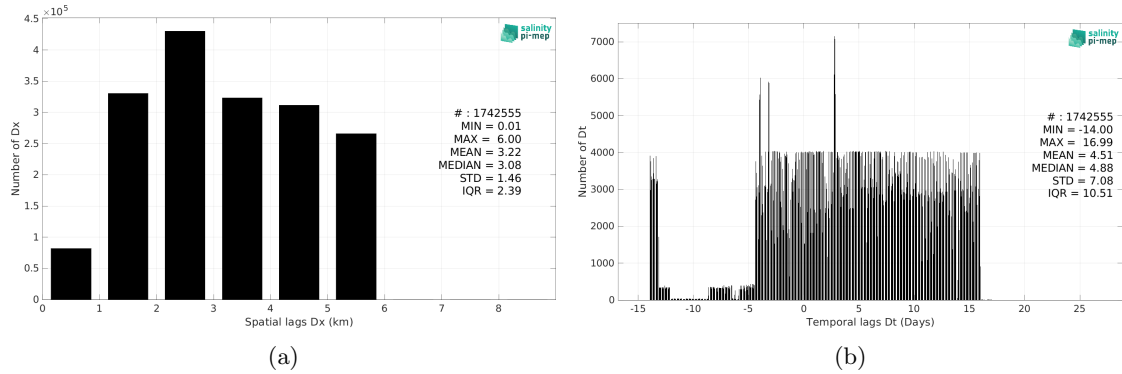 ×10⁵
4.5
4
3.5
3
2.5
2
1.5
1
0.5
0
Number of Dx
0 1 2 3 4 5 6 7 8
Spatial lags Dx (km)
salinity
pi-mep
# : 1742555
MIN = 0.01
MAX = 6.00
MEAN = 3.22
MEDIAN = 3.08
STD = 1.46
IQR = 2.39
(a)
7000
6000
5000
4000
3000
2000
1000
0
Number of Dt
-15 -10 -5 0 5 10 15 20 25
Temporal lags Dt (Days)
salinity
pi-mep
# : 1742555
MIN = -14.00
MAX = 16.99
MEAN = 4.51
MEDIAN = 4.88
STD = 7.08
IQR = 10.51
(b)